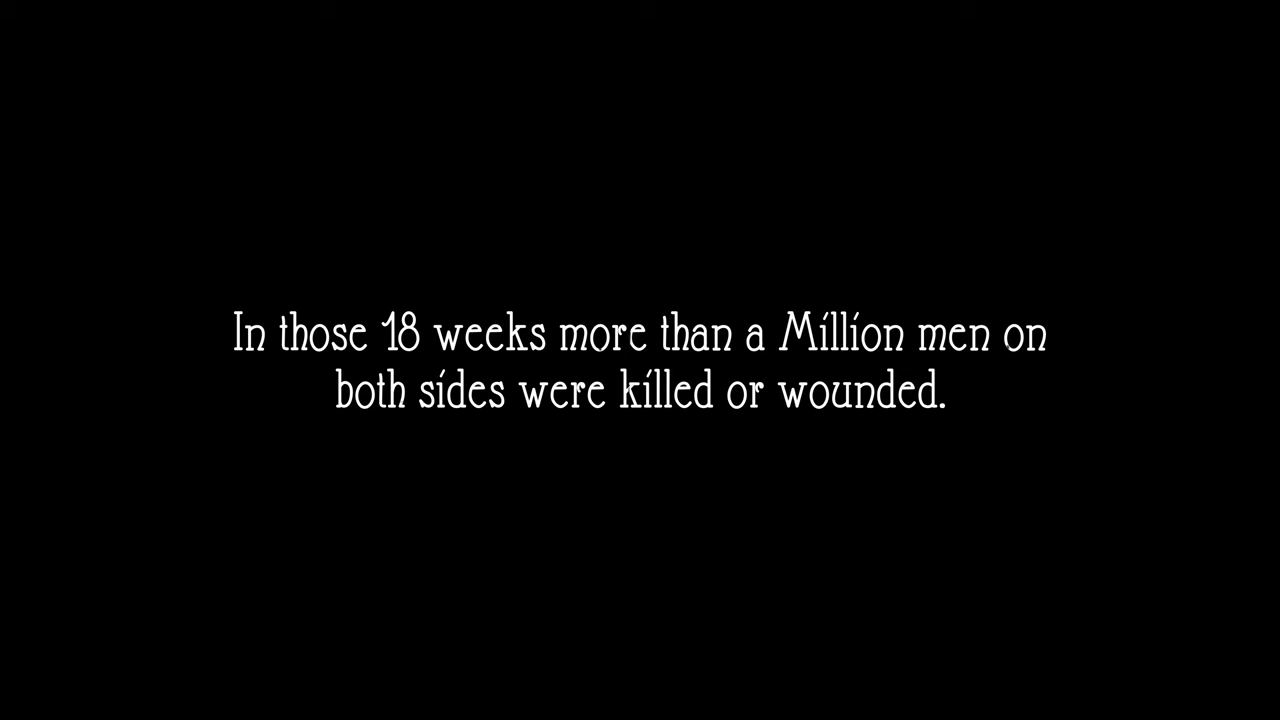 In those 18 weeks more than a Million men on
both sides were killed or wounded.